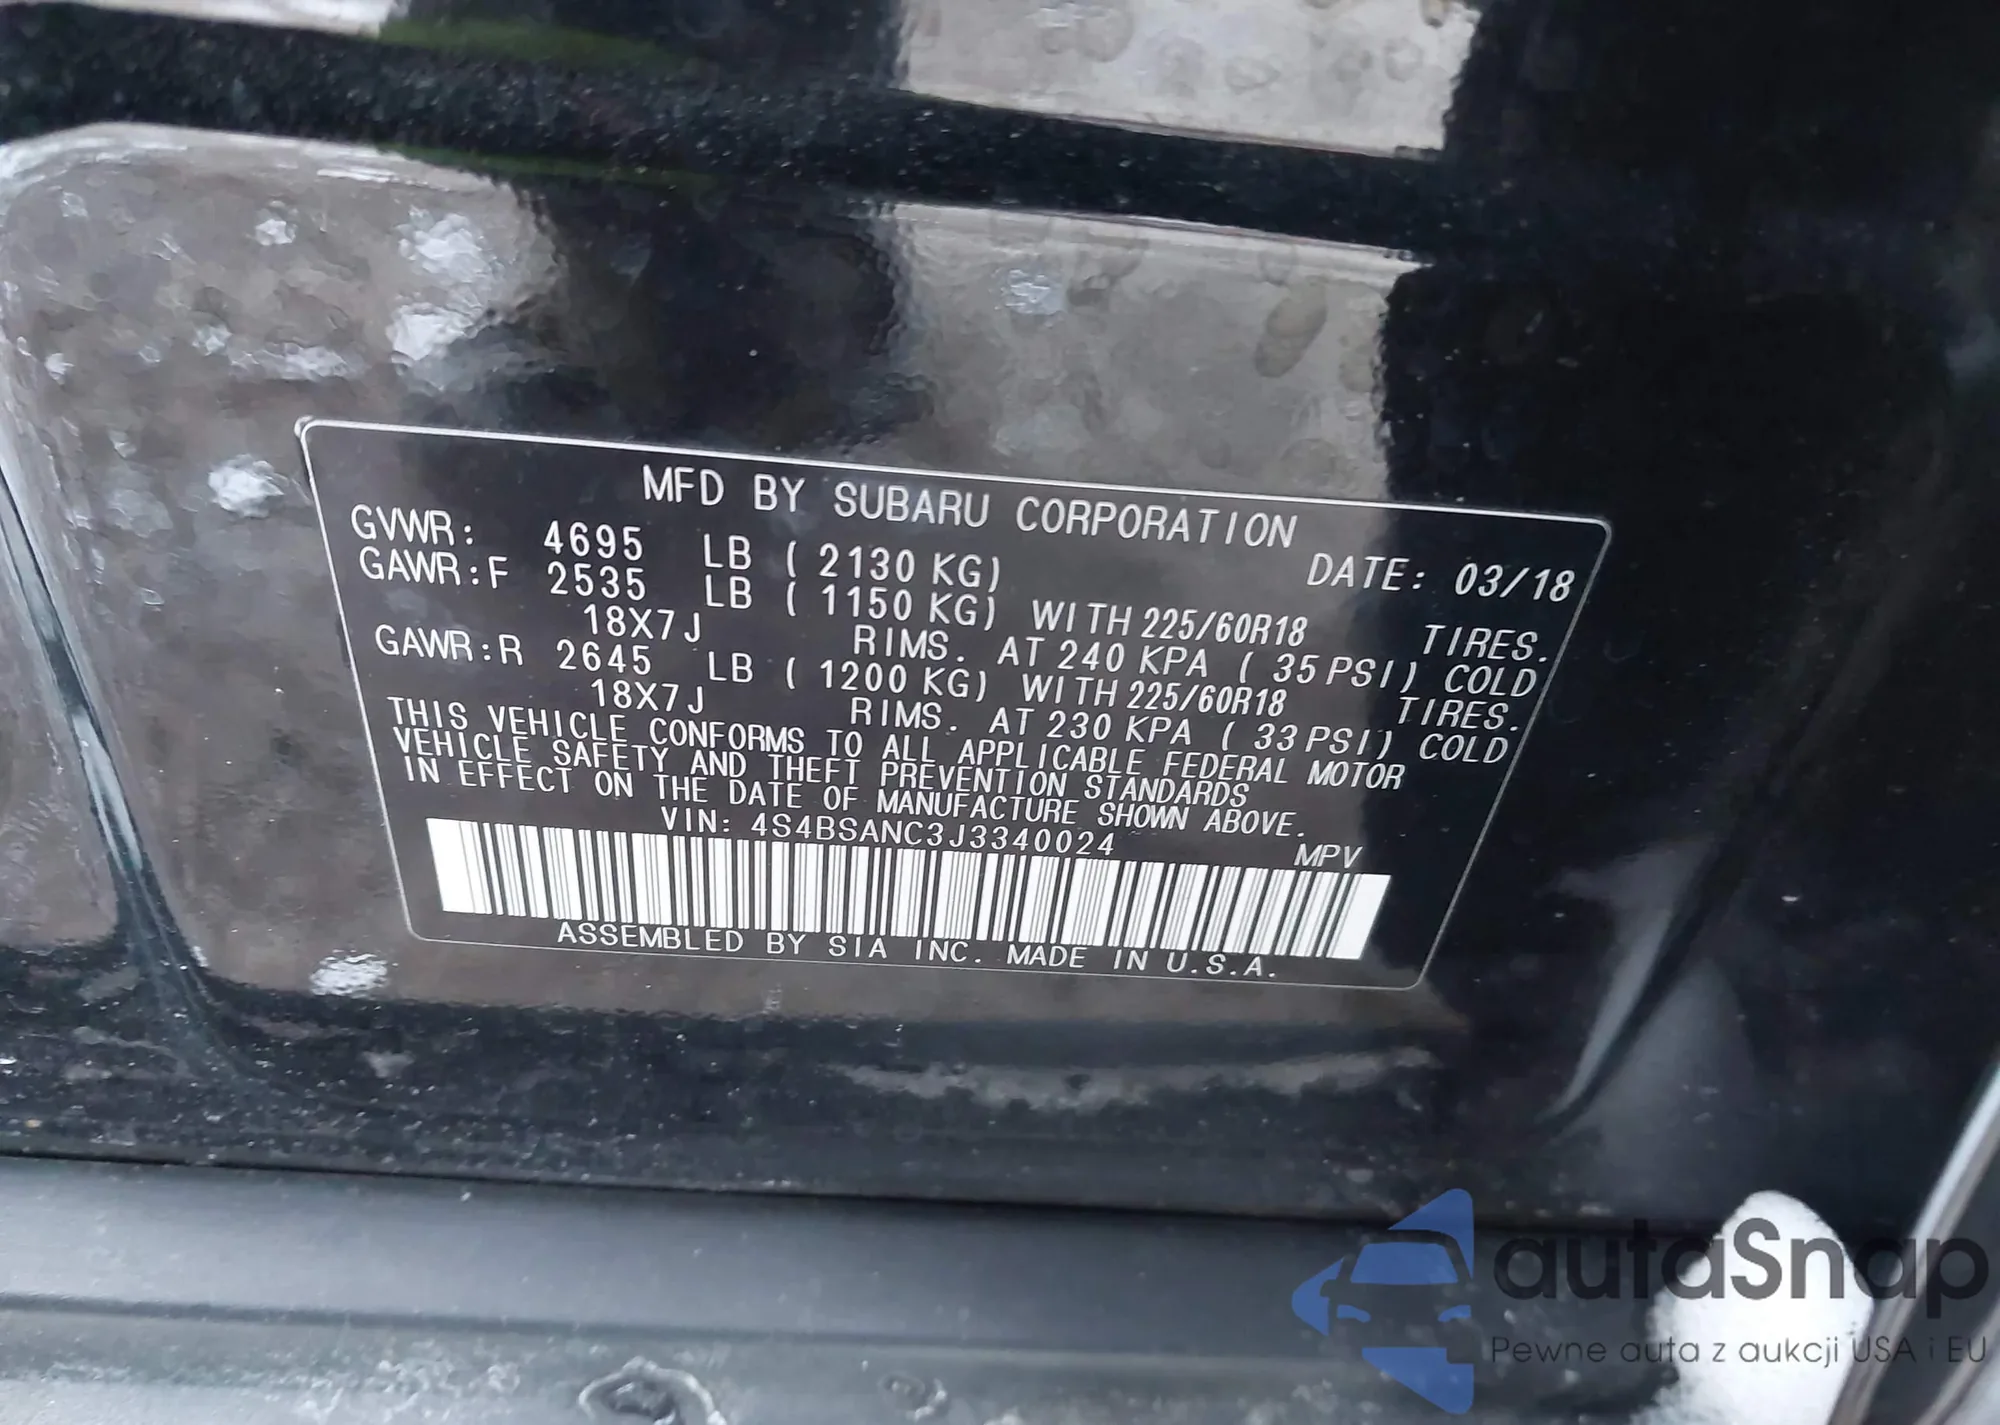 MFD BY SUBARU CORPORATION
GVWR: 4695 LB ( 2130 KG) DATE: 03/18
GAWR:F 2535 LB ( 1150 KG) WITH 225/60R18 TIRES.
18X7J RIMS. AT 240 KPA ( 35 PSI) COLD
GAWR:R 2645 LB ( 1200 KG) WITH 225/60R18 TIRES.
18X7J RIMS. AT 230 KPA ( 33 PSI) COLD
THIS VEHICLE CONFORMS TO ALL APPLICABLE FEDERAL MOTOR
VEHICLE SAFETY AND THEFT PREVENTION STANDARDS
IN EFFECT ON THE DATE OF MANUFACTURE SHOWN ABOVE.
VIN: 4S4BSANC3J3340024 MPV
ASSEMBLED BY SIA INC. MADE IN U.S.A.
autaSnap
Pewne auta z aukcji USA i EU